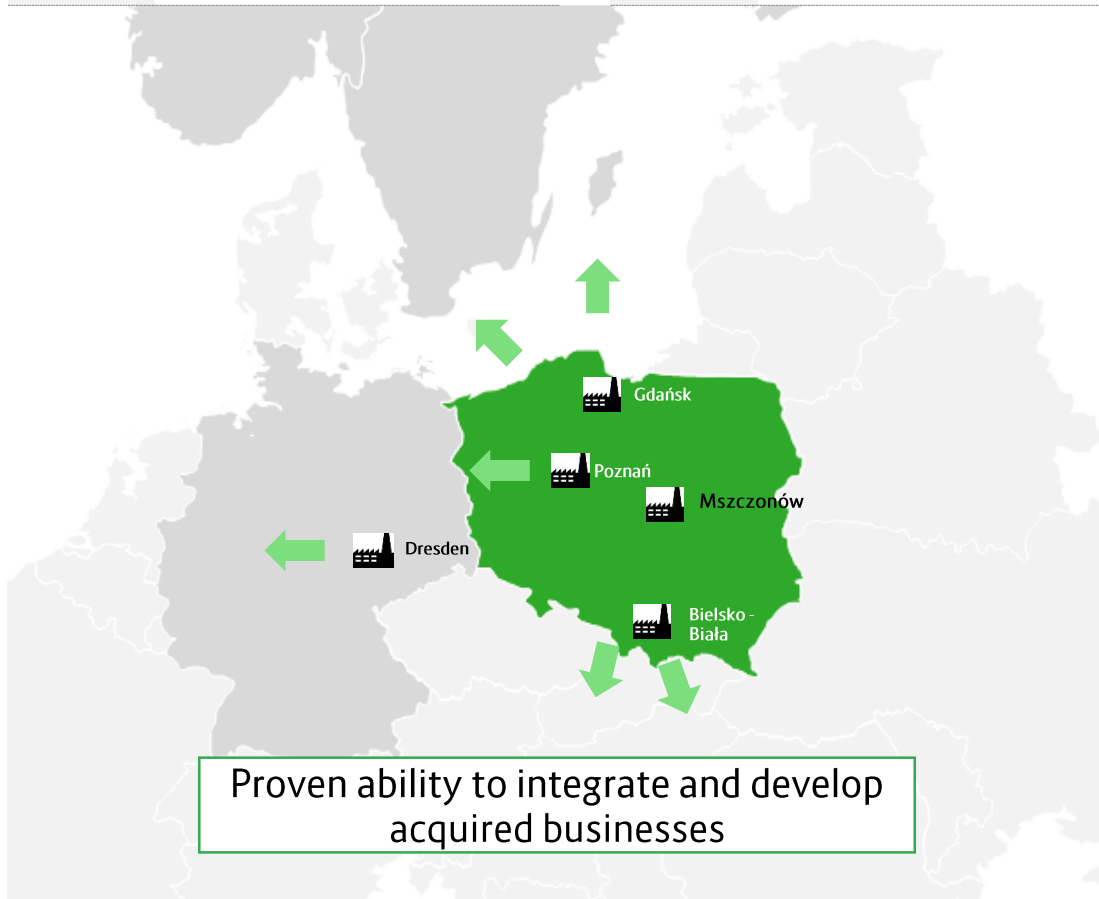 Gdańsk
Poznań
Mszczonów
Dresden
Bielsko -
Biała
Proven ability to integrate and develop
acquired businesses